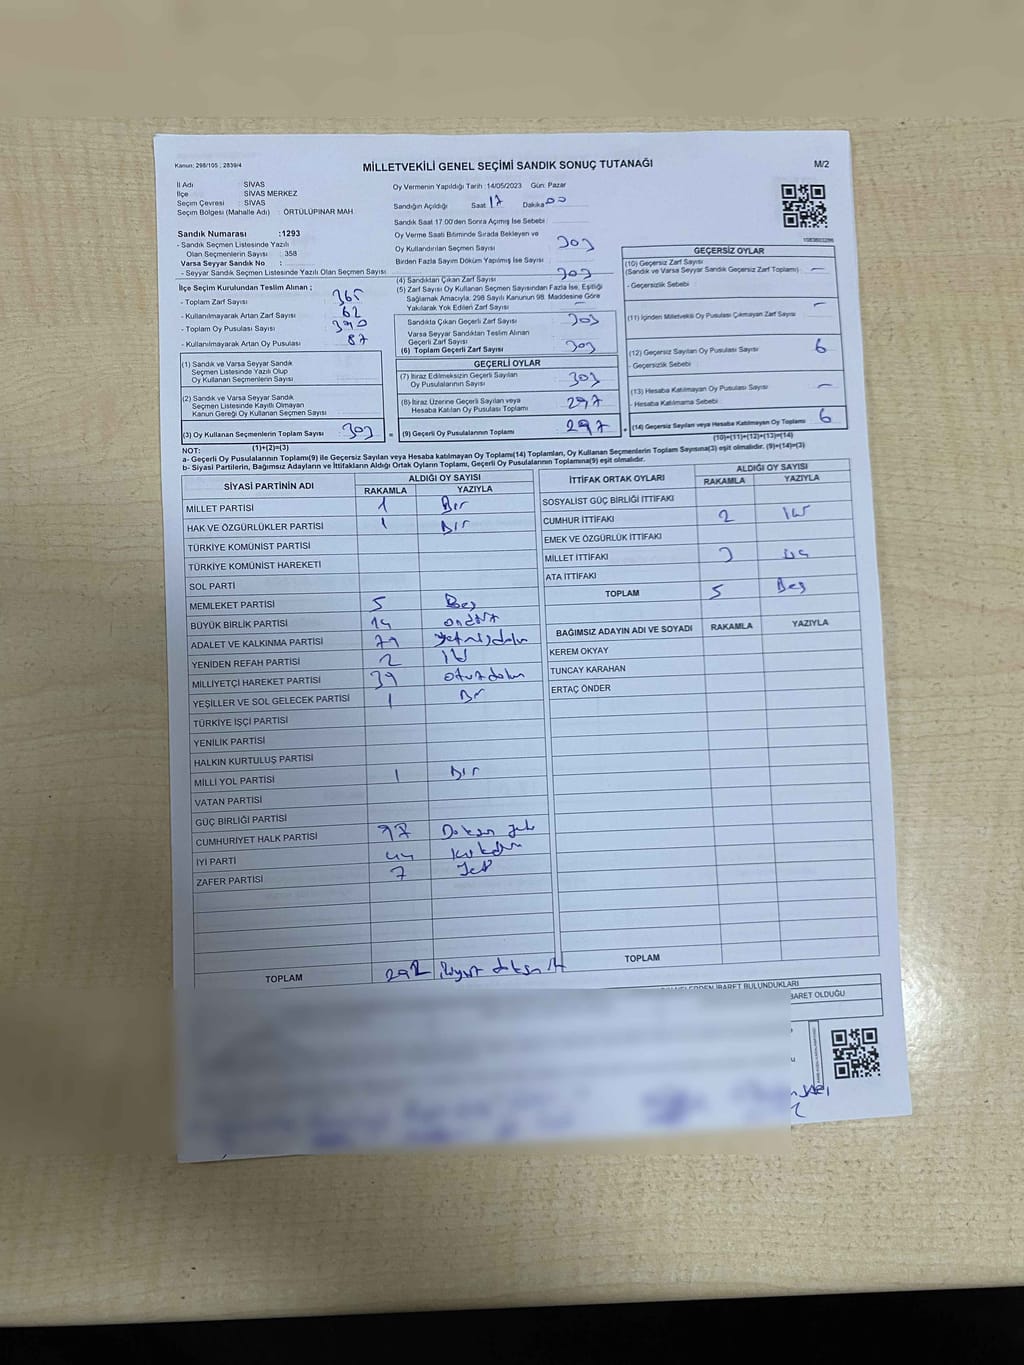 Kanun: 298/105 ; 2839/4
MİLLETVEKİLİ GENEL SEÇİMİ SANDIK SONUÇ TUTANAĞI
M/2
İl Adı SİVAS
İlçe SİVAS MERKEZ
Seçim Çevresi : SİVAS
Seçim Bölgesi (Mahalle Adı) : ÖRTÜLÜPINAR MAH
Sandık Numarası :1293
- Sandık Seçmen Listesinde Yazılı
Olan Seçmenlerin Sayısı : 358
Varsa Seyyar Sandık No :
- Seyyar Sandık Seçmen Listesinde Yazılı Olan Seçmen Sayısı
İlçe Seçim Kurulundan Teslim Alınan ;
- Toplam Zarf Sayısı 365
- Kullanılmayarak Artan Zarf Sayısı 62
- Toplam Oy Pusulası Sayısı 390
- Kullanılmayarak Artan Oy Pusulası 87
(1) Sandık ve Varsa Seyyar Sandık
Seçmen Listesinde Yazılı Olup
Oy Kullanan Seçmenlerin Sayısı
(2) Sandık ve Varsa Seyyar Sandık
Seçmen Listesinde Kayıtlı Olmayan
Kanun Gereği Oy Kullanan Seçmen Sayısı
(3) Oy Kullanan Seçmenlerin Toplam Sayısı 303
(1)+(2)=(3)
Oy Vermenin Yapıldığı Tarih :14/05/2023 Gün: Pazar
Sandığın Açıldığı Saat 17 Dakika 00
Sandık Saat 17:00'den Sonra Açımış İse Sebebi :
Oy Verme Saati Bitiminde Sırada Bekleyen ve
Oy Kullandırılan Seçmen Sayısı 303
Birden Fazla Sayım Döküm Yapılmış İse Sayısı :
(4) Sandıktan Çıkan Zarf Sayısı 303
(5) Zarf Sayısı Oy Kullanan Seçmen Sayısından Fazla İse, Eşitliği
Sağlamak Amacıyla; 298 Sayılı Kanunun 98. Maddesine Göre
Yakılarak Yok Edilen Zarf Sayısı —
Sandıkta Çıkan Geçerli Zarf Sayısı 303
Varsa Seyyar Sandıktan Teslim Alınan
Geçerli Zarf Sayısı
(6) Toplam Geçerli Zarf Sayısı 303
GEÇERLİ OYLAR
(7) İtiraz Edilmeksizin Geçerli Sayılan
Oy Pusulalarının Sayısı 303
(8) İtiraz Üzerine Geçerli Sayılan veya
Hesaba Katılan Oy Pusulası Toplamı 297
= (9) Geçerli Oy Pusulalarının Toplamı 297
GEÇERSİZ OYLAR
(10) Geçersiz Zarf Sayısı
(Sandık ve Varsa Seyyar Sandık Geçersiz Zarf Toplamı) —
- Geçersizlik Sebebi :
(11) İçinden Milletvekili Oy Pusulası Çıkmayan Zarf Sayısı —
(12) Geçersiz Sayılan Oy Pusulası Sayısı 6
- Geçersizlik Sebebi :
(13) Hesaba Katılmayan Oy Pusulası Sayısı —
- Hesaba Katılmama Sebebi :
+ (14) Geçersiz Sayılan veya Hesaba Katılmayan Oy Toplamı 6
(10)+(11)+(12)+(13)=(14)
NOT:
a- Geçerli Oy Pusulalarının Toplamı(9) ile Geçersiz Sayılan veya Hesaba katılmayan Oy Toplam(14) Toplamları, Oy Kullanan Seçmenlerin Toplam Sayısına(3) eşit olmalıdır. (9)+(14)=(3)
b- Siyasi Partilerin, Bağımsız Adayların ve İttifakların Aldığı Ortak Oyların Toplamı, Geçerli Oy Pusulalarının Toplamına(9) eşit olmalıdır.
SİYASİ PARTİNİN ADI ALDIĞI OY SAYISI
RAKAMLA YAZIYLA
MİLLET PARTİSİ 1 Bir
HAK VE ÖZGÜRLÜKLER PARTİSİ 1 Bir
TÜRKİYE KOMÜNİST PARTİSİ
TÜRKİYE KOMÜNİST HAREKETİ
SOL PARTİ
MEMLEKET PARTİSİ 5 Beş
BÜYÜK BİRLİK PARTİSİ 14 ondört
ADALET VE KALKINMA PARTİSİ 79 yetmişdokuz
YENİDEN REFAH PARTİSİ 2 iki
MİLLİYETÇİ HAREKET PARTİSİ 39 otuzdokuz
YEŞİLLER VE SOL GELECEK PARTİSİ 1 Bir
TÜRKİYE İŞÇİ PARTİSİ
YENİLİK PARTİSİ
HALKIN KURTULUŞ PARTİSİ
MİLLİ YOL PARTİSİ 1 Bir
VATAN PARTİSİ
GÜÇ BİRLİĞİ PARTİSİ
CUMHURİYET HALK PARTİSİ 97 Doksan yedi
İYİ PARTİ 44 Kırkdört
ZAFER PARTİSİ 7 Yedi
TOPLAM 292 ikiyüz doksan iki
İTTİFAK ORTAK OYLARI ALDIĞI OY SAYISI
RAKAMLA YAZIYLA
SOSYALİST GÜÇ BİRLİĞİ İTTİFAKI
CUMHUR İTTİFAKI 2 iki
EMEK VE ÖZGÜRLÜK İTTİFAKI
MİLLET İTTİFAKI 3 üç
ATA İTTİFAKI
TOPLAM 5 Beş
BAĞIMSIZ ADAYIN ADI VE SOYADI RAKAMLA YAZIYLA
KEREM OKYAY
TUNCAY KARAHAN
ERTAÇ ÖNDER
TOPLAM
İBARET BULUNDUKLARI
BARET OLDUĞU